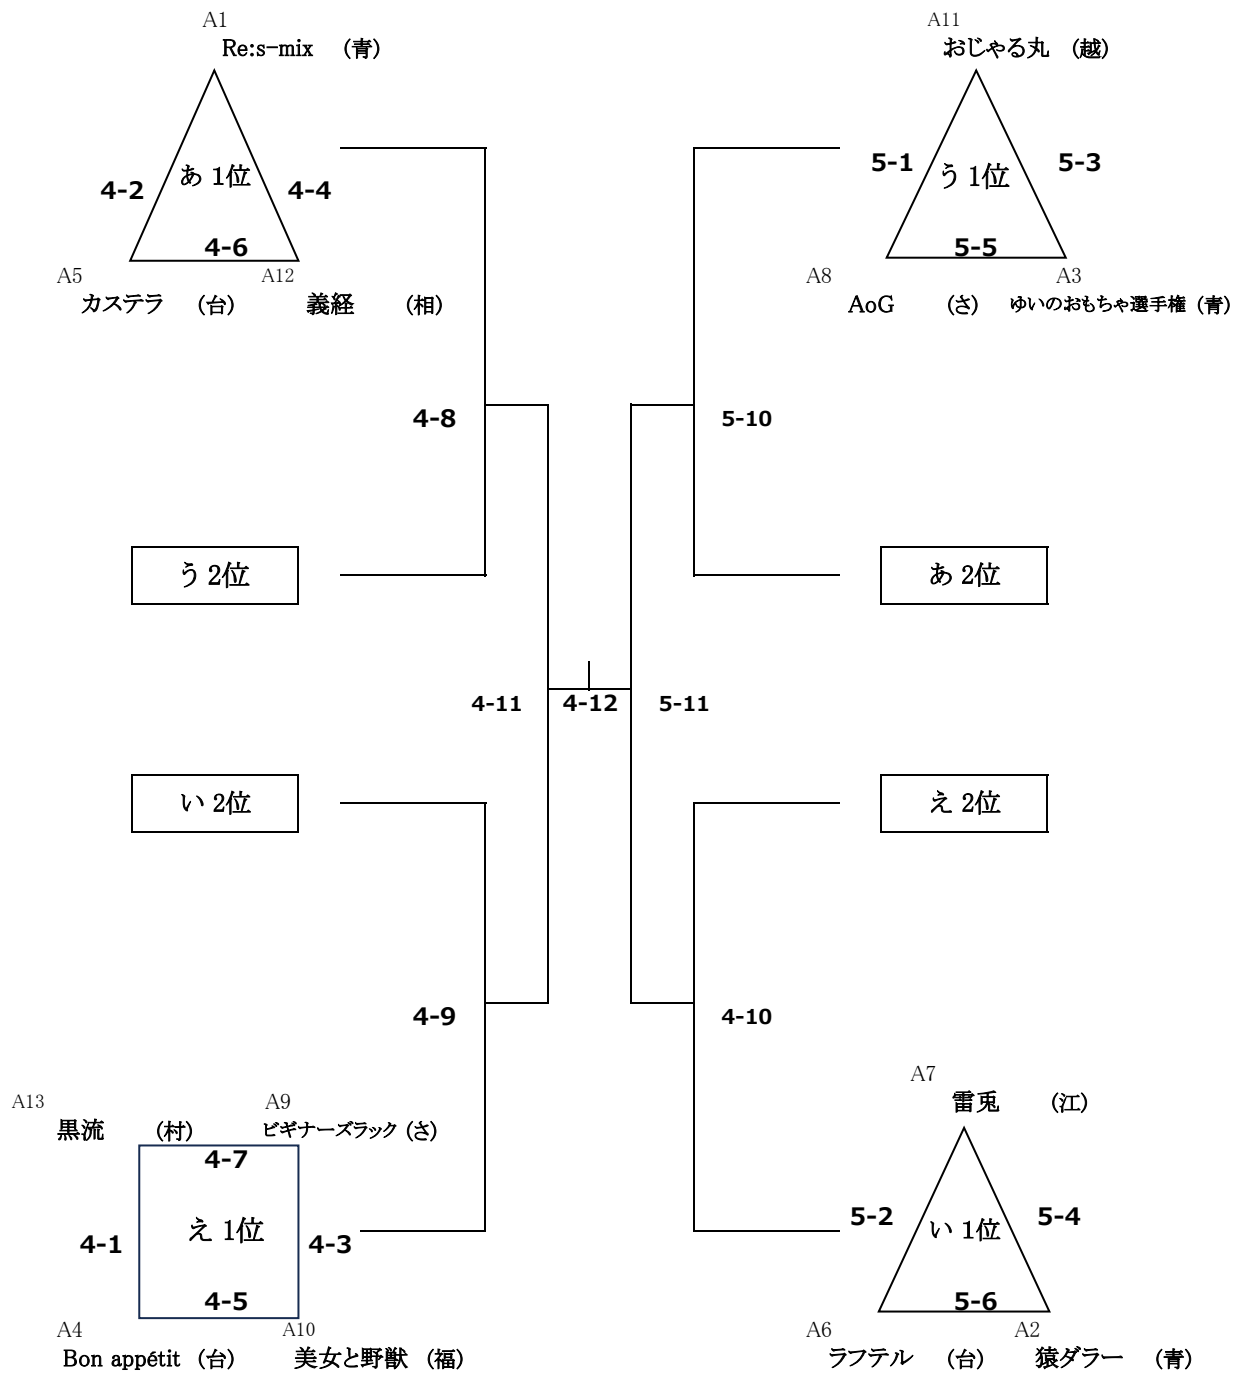 A1
Re:s-mix (青)
あ 1位
4-2
4-4
4-6
A5
カステラ (台)
A12
義経 (相)
A11
おじゃる丸 (越)
う 1位
5-1
5-3
5-5
A8
AoG (さ)
A3
ゆいのおもちゃ選手権 (青)
4-8
5-10
う 2位
あ 2位
4-11
4-12
5-11
い 2位
え 2位
4-9
4-10
A13
黒流 (村)
A9
ビギナーズラック (さ)
4-7
え 1位
4-1
4-3
4-5
A4
Bon appétit (台)
A10
美女と野獣 (福)
A7
雷兎 (江)
5-2
い 1位
5-4
5-6
A6
ラフテル (台)
A2
猿ダラー (青)